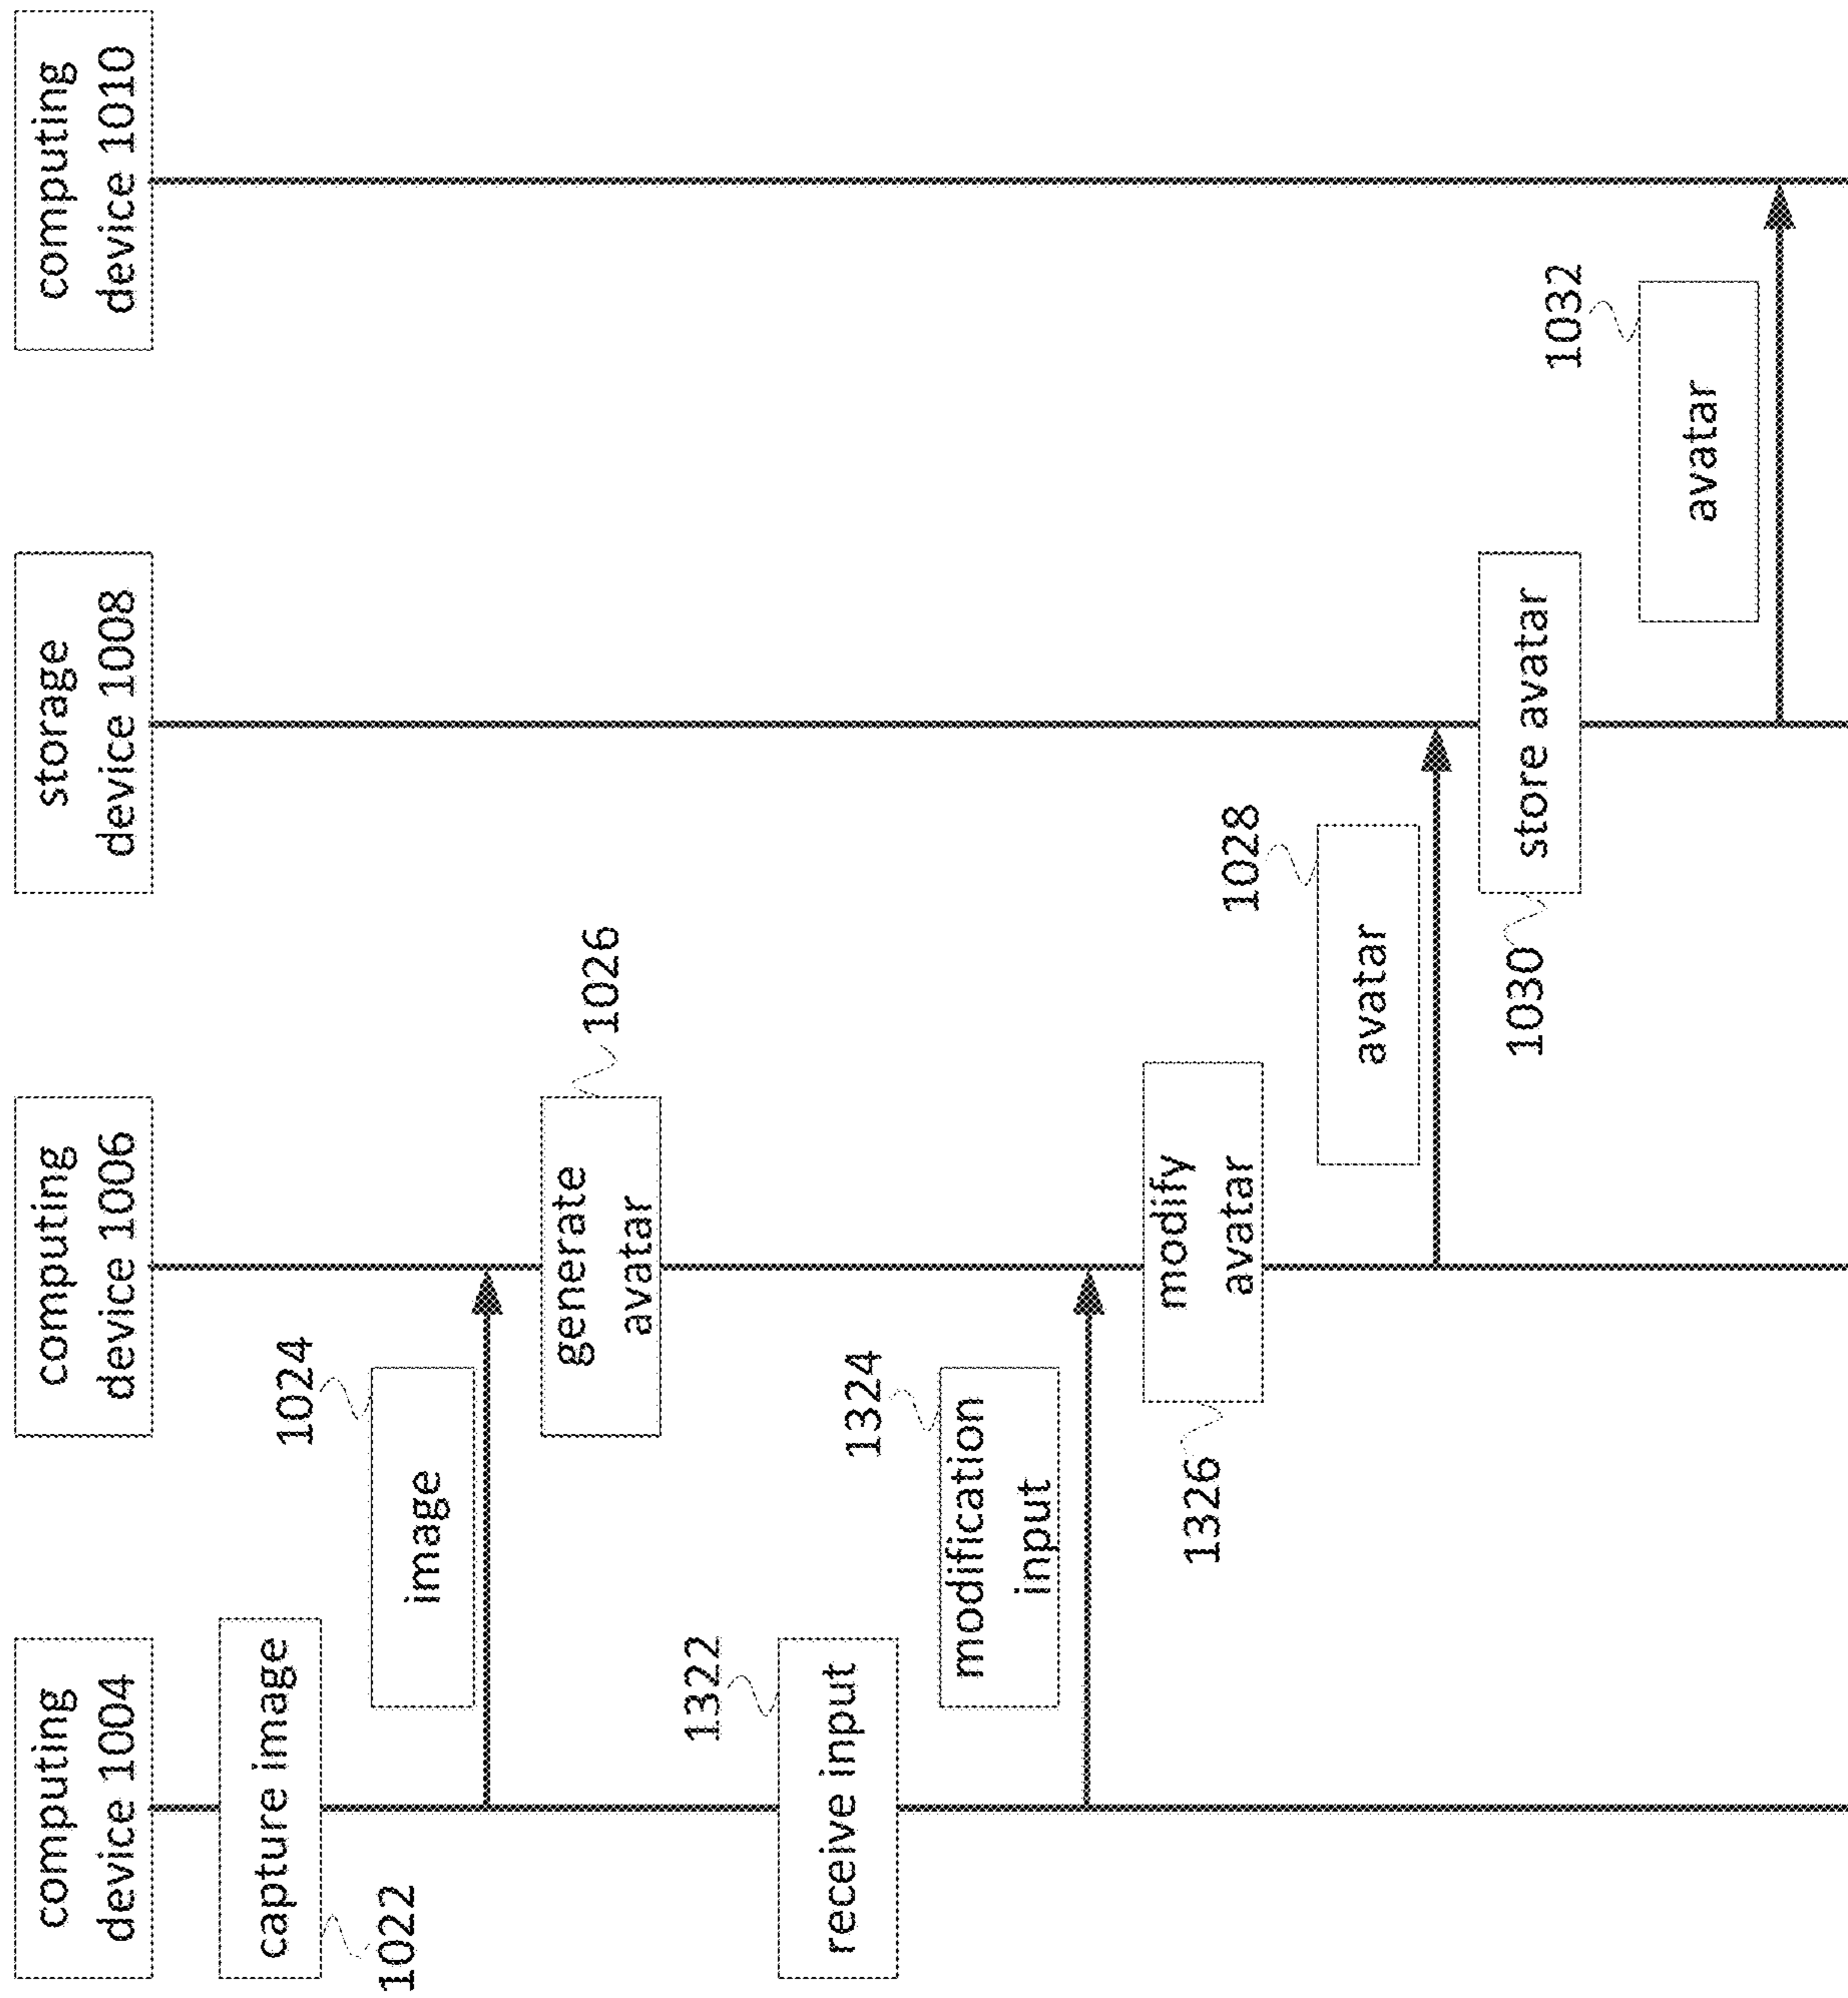 computing
device 1004
computing
device 1006
storage
device 1008
computing
device 1010
capture image
1022
1024
image
generate
avatar
1026
1322
receive input
1324
modification
input
modify
avatar
1326
1028
avatar
store avatar
1030
1032
avatar